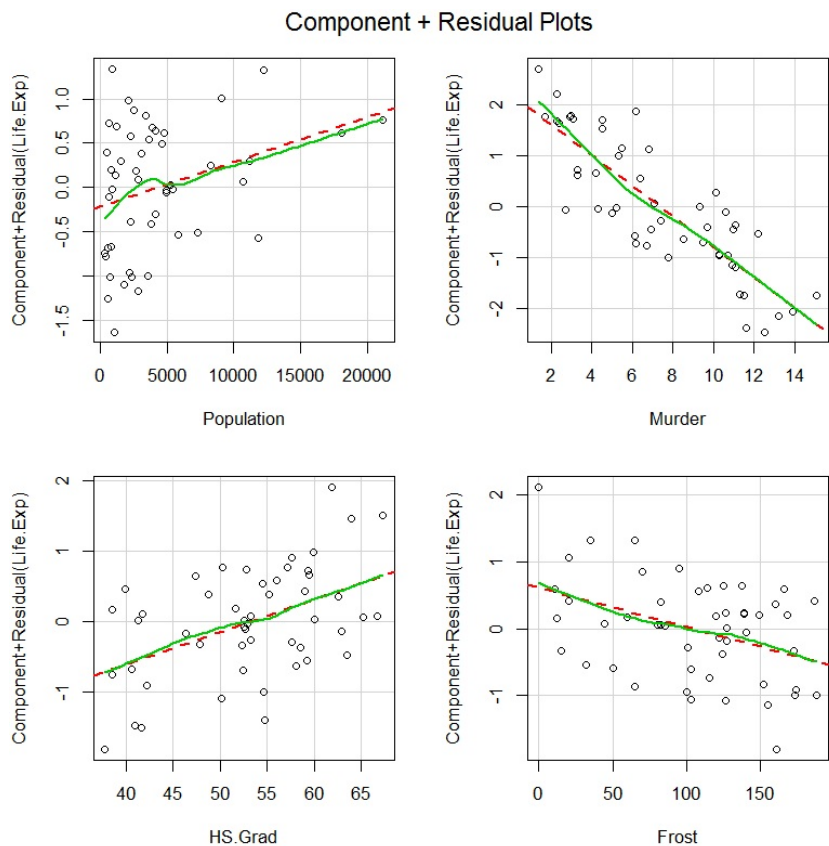 Component + Residual Plots
Component+Residual(Life.Exp)
1.0
0.5
0.0
-0.5
-1.5
0 5000 10000 15000 20000
Population
Component+Residual(Life.Exp)
2
1
0
-1
-2
2 4 6 8 10 12 14
Murder
Component+Residual(Life.Exp)
2
1
0
-1
40 45 50 55 60 65
HS.Grad
Component+Residual(Life.Exp)
2
1
0
-1
0 50 100 150
Frost